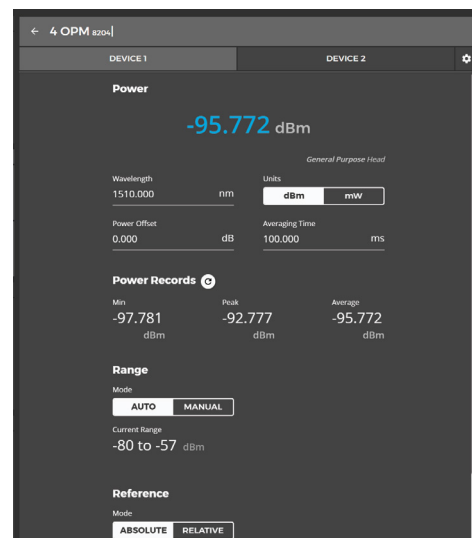 ← 4 OPM 8204
DEVICE 1 DEVICE 2
Power
-95.772 dBm
General Purpose Head
Wavelength Units
1510.000 nm dBm mW
Power Offset Averaging Time
0.000 dB 100.000 ms
Power Records
Min Peak Average
-97.781 -92.777 -95.772
dBm dBm dBm
Range
Mode
AUTO MANUAL
Current Range
-80 to -57 dBm
Reference
Mode
ABSOLUTE RELATIVE